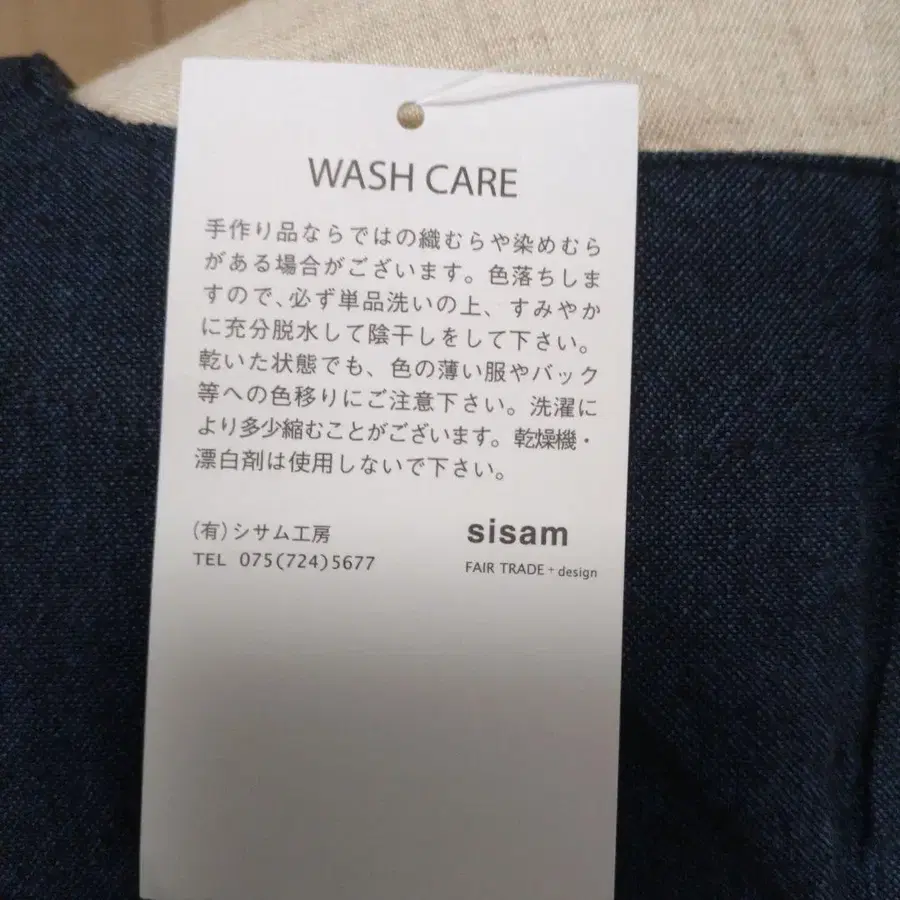 WASH CARE
手作り品ならではの織むらや染めむら
がある場合がございます。色落ちしま
すので、必ず単品洗いの上、すみやか
に充分脱水して陰干しをして下さい。
乾いた状態でも、色の薄い服やバック
等への色移りにご注意下さい。洗濯に
より多少縮むことがございます。乾燥機・
漂白剤は使用しないで下さい。
(有)シサム工房
TEL 075(724)5677
sisam
FAIR TRADE + design